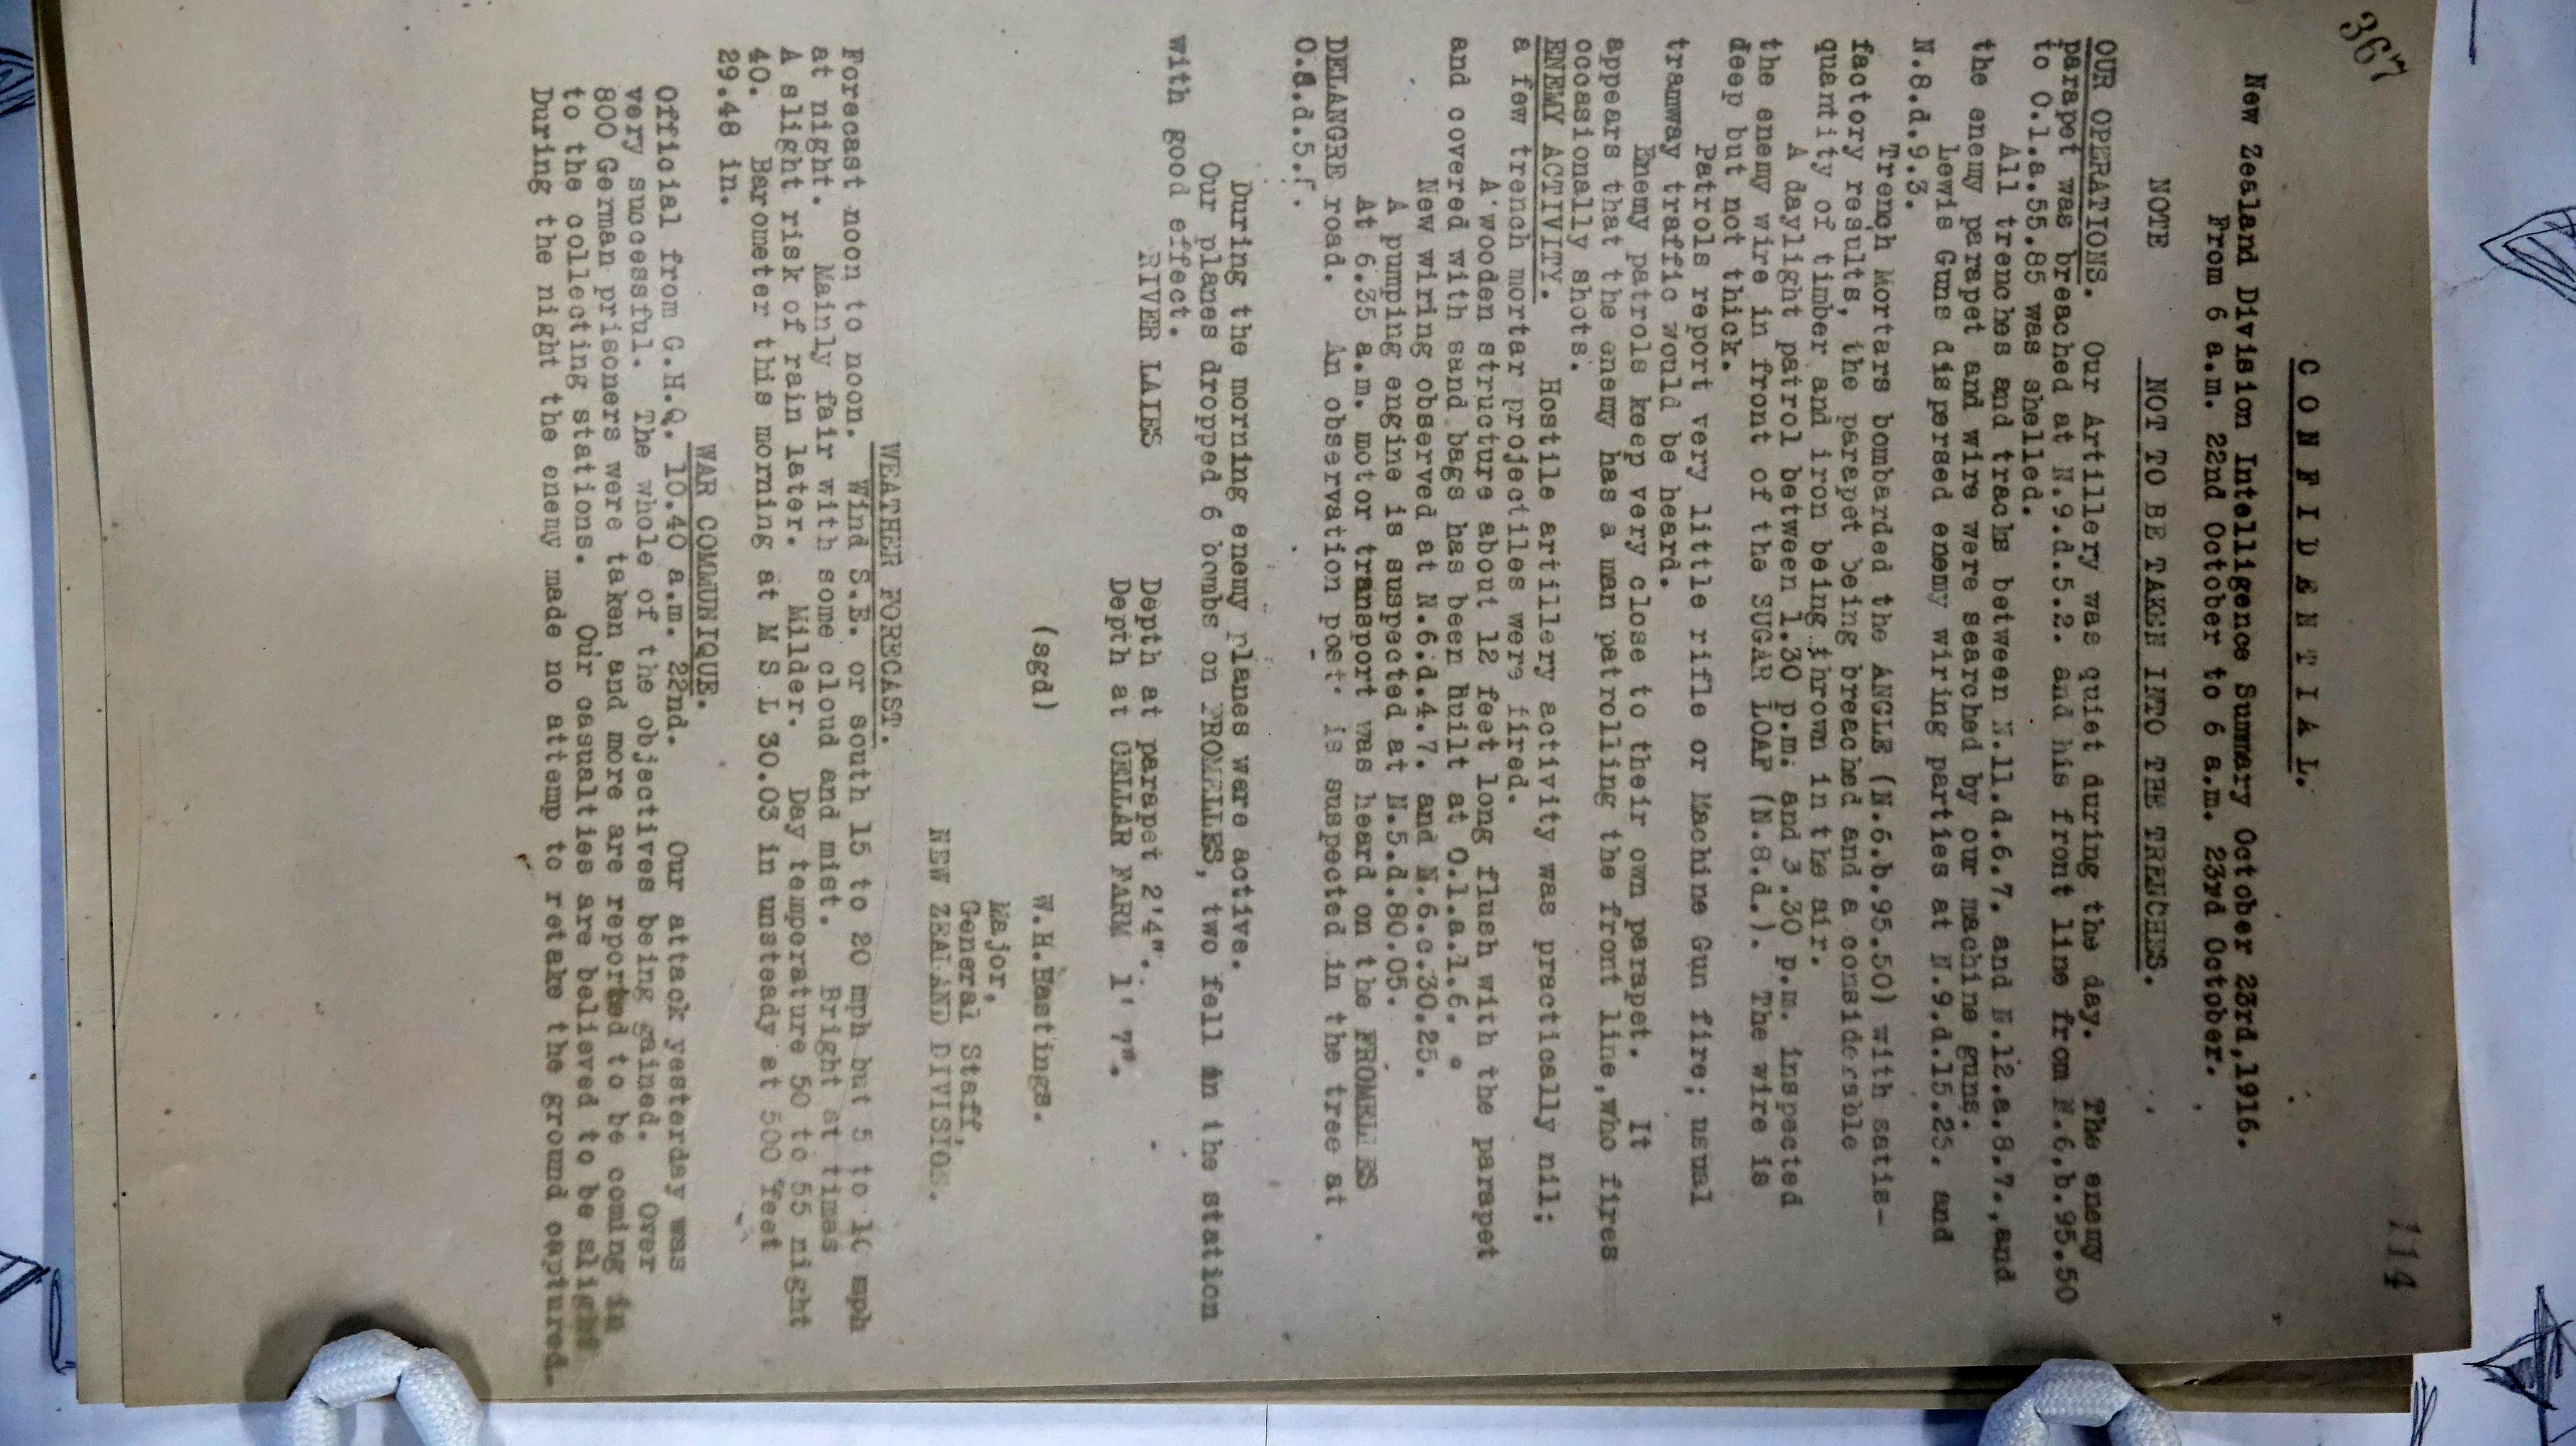 367
114
C O N F I D E N T I A L.
New Zealand Division Intelligence Summary October 23rd,1916.
From 6 a.m. 22nd October to 6 a.m. 23rd October.
NOTE NOT TO BE TAKEN INTO THE TRENCHES.
OUR OPERATIONS. Our Artillery was quiet during the day. The enemy
parapet was breached at N.9.d.5.2. and his front line from N.6.b.95.50
to O.1.a.55.85 was shelled.
All trenches and tracks between N.11.d.6.7. and N.12.a.8.7.,and
the enemy parapet and wire were searched by our machine guns.
Lewis Guns dispersed enemy wiring parties at N.9.d.15.25. and
N.8.d.9.3.
Trench Mortars bombarded the ANGLE (N.6.b.95.50) with satis-
factory results, the parapet being breached and a considerable
quantity of timber and iron being thrown in the air.
A daylight patrol between 1.30 p.m. and 3.30 p.m. inspected
the enemy wire in front of the SUGAR LOAF (N.8.d.). The wire is
deep but not thick.
Patrols report very little rifle or Machine Gun fire; usual
tramway traffic would be heard.
Enemy patrols keep very close to their own parapet. It
appears that the enemy has a man patrolling the front line,who fires
occasionally shots.
ENEMY ACTIVITY. Hostile artillery activity was practically nil;
a few trench mortar projectiles were fired.
A wooden structure about 12 feet long flush with the parapet
and covered with sand bags has been built at O.1.a.1.6.
New wiring observed at N.6.d.4.7. and N.6.c.30.25.
A pumping engine is suspected at N.5.d.80.05.
At 6.35 a.m. motor transport was heard on the FROMELLES
DELANGRE road. An observation post is suspected in the tree at
During the morning enemy planes were active.
Our planes dropped 6 bombs on FROMELLES, two fell in the station
with good effect.
RIVER LAIES Depth at parapet 2'4".
Depth at CELLAR FARM 1' 7".
(sgd) W.H.Hastings.
Major,
General Staff,
NEW ZEALAND DIVISION.
WEATHER FORECAST.
Forecast noon to noon. Wind S.E. or south 15 to 20 mph but 5 to 10 mph
at night. Mainly fair with some cloud and mist. Bright at times
A slight risk of rain later. Milder. Day temperature 50 to 55 night
40. Barometer this morning at M S L 30.03 in unsteady at 500 feet
29.48 in.
WAR COMMUNIQUE.
Official from G.H.Q. 10.40 a.m. 22nd. Our attack yesterday was
very successful. The whole of the objectives being gained. Over
800 German prisoners were taken and more are reported to be coming in
to the collecting stations. Our casualties are believed to be slight
During the night the enemy made no attemp to retake the ground captured.